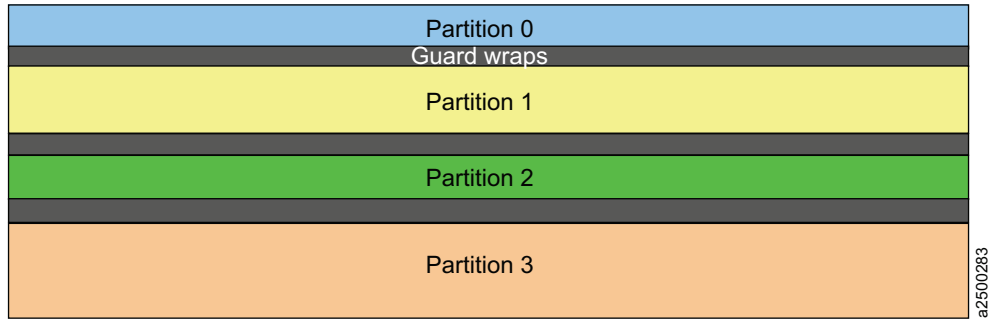 Partition 0
Guard wraps
Partition 1
Partition 2
Partition 3
a2500283